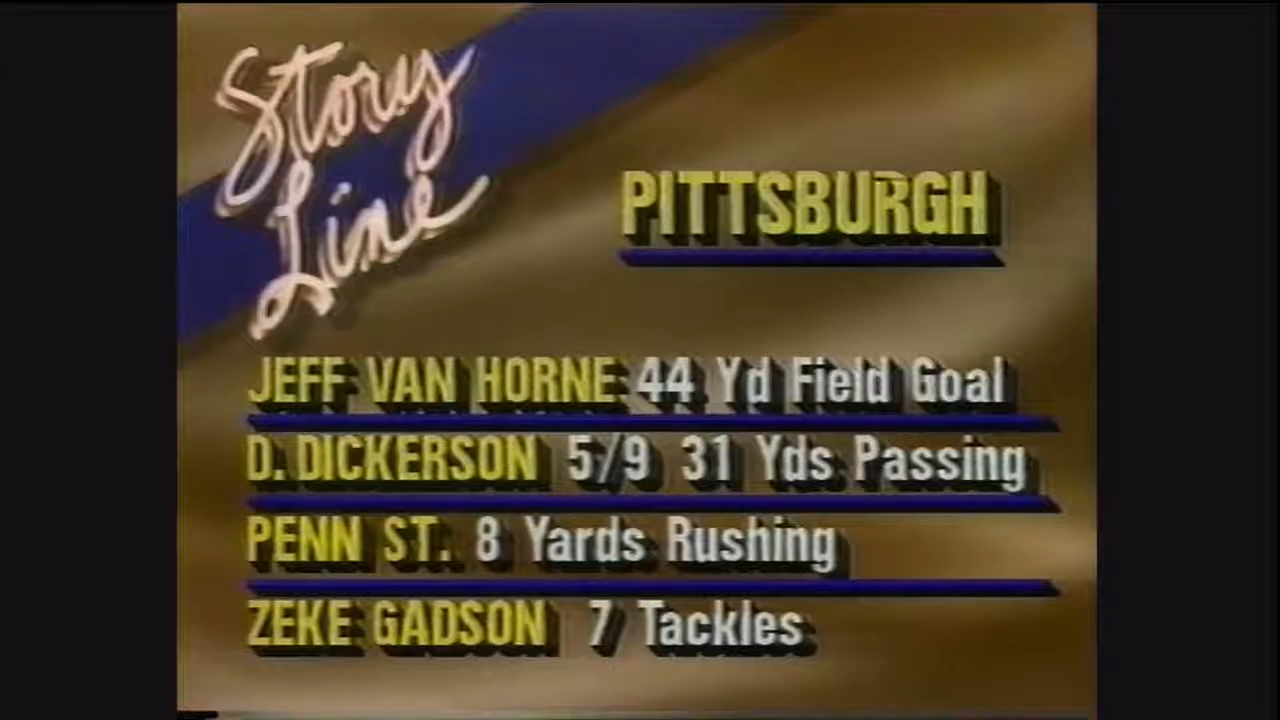 Story
Line
PITTSBURGH
JEFF VAN HORNE 44 Yd Field Goal
D. DICKERSON 5/9 31 Yds Passing
PENN ST. 8 Yards Rushing
ZEKE GADSON 7 Tackles